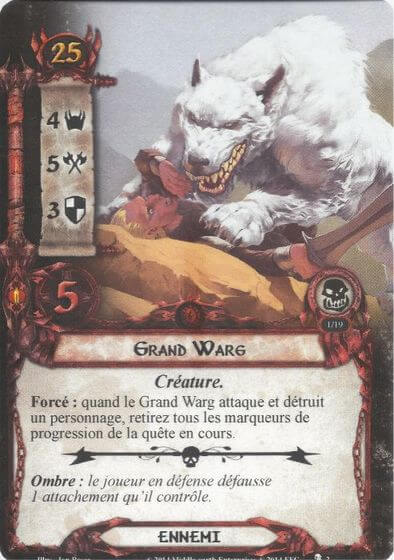 25
4
5
3
5
1/19
Grand Warg
Créature.
Forcé : quand le Grand Warg attaque et détruit
un personnage, retirez tous les marqueurs de
progression de la quête en cours.
Ombre : le joueur en défense défausse
1 attachement qu'il contrôle.
ENNEMI